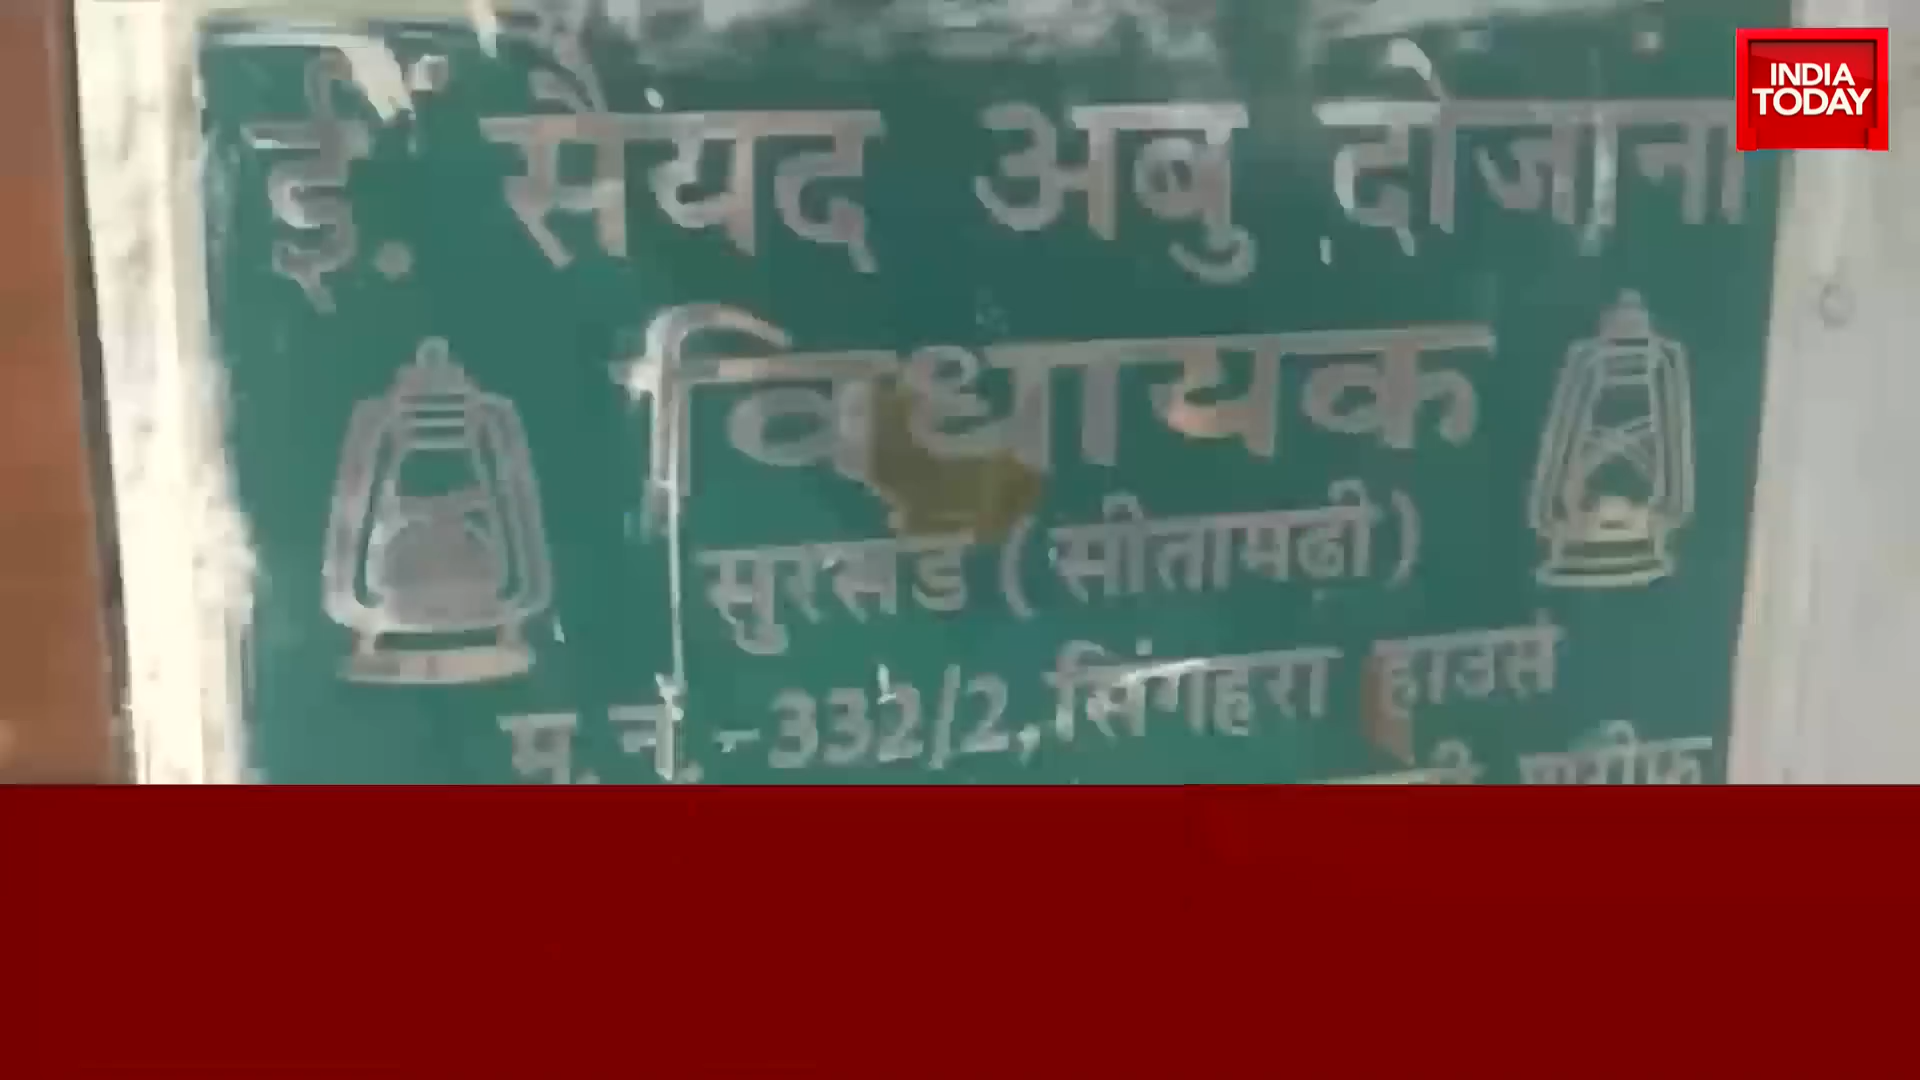 INDIA
TODAY
ई. सैयद अबु दोजाना
विधायक
सुरसंड (सीतामढ़ी)
म. नं.-332/2, सिंगहरा हाउस